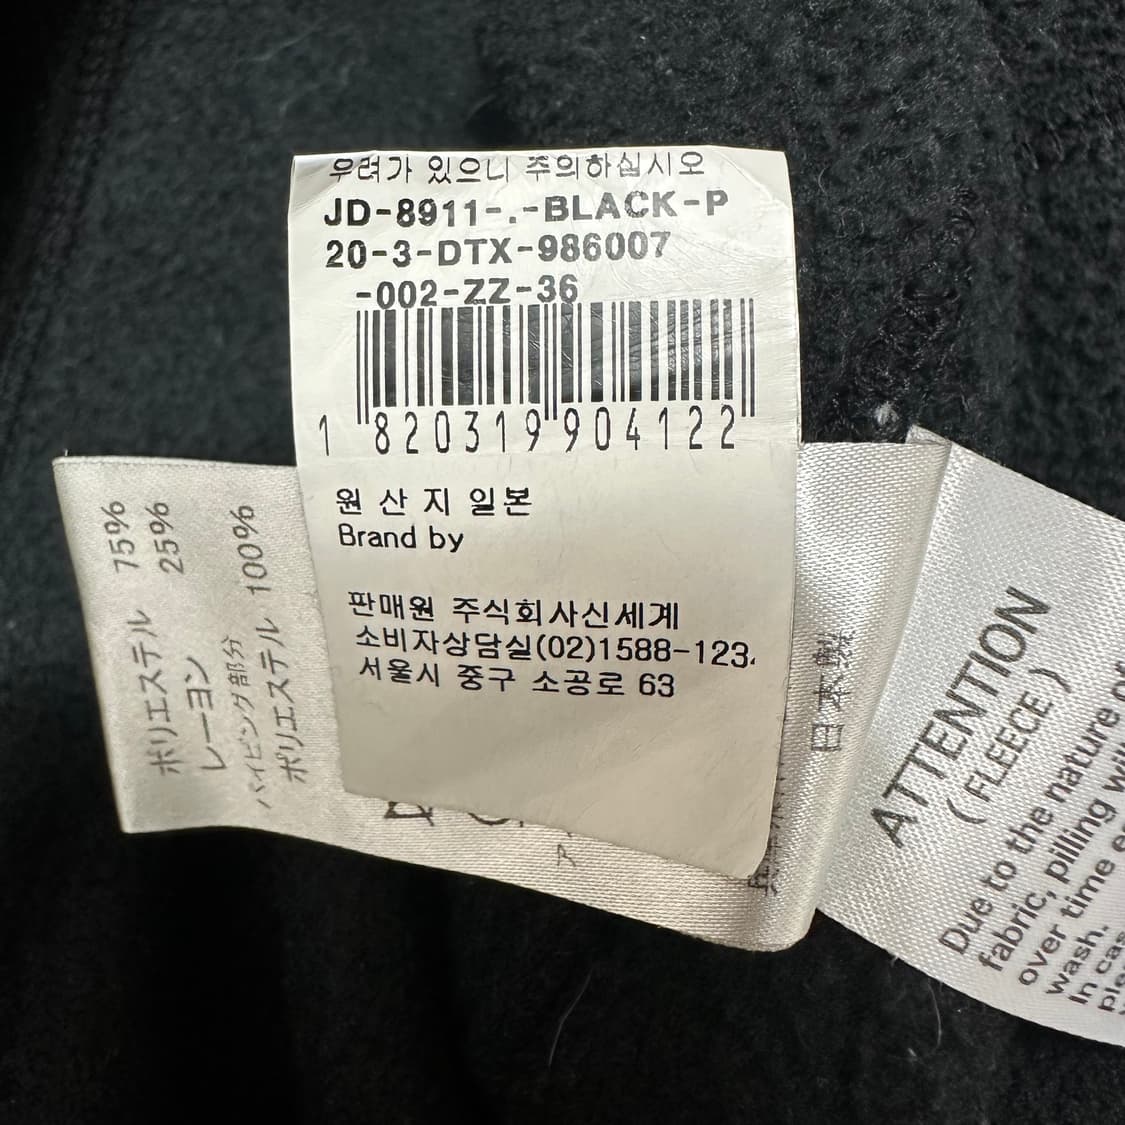 우려가 있으니 주의하십시오
JD-8911-.-BLACK-P
20-3-DTX-986007
-002-ZZ-36
1 820319 904122
원산지 일본
Brand by
판매원 주식회사신세계
소비자상담실(02)1588-123
서울시 중구 소공로 63
ポリエステル 75%
レーヨン 25%
パイピング部分
ポリエステル 100%
日本製
ATTENTION
( FLEECE )
Due to the nature of
fabric, pilling
over time
wash.
In